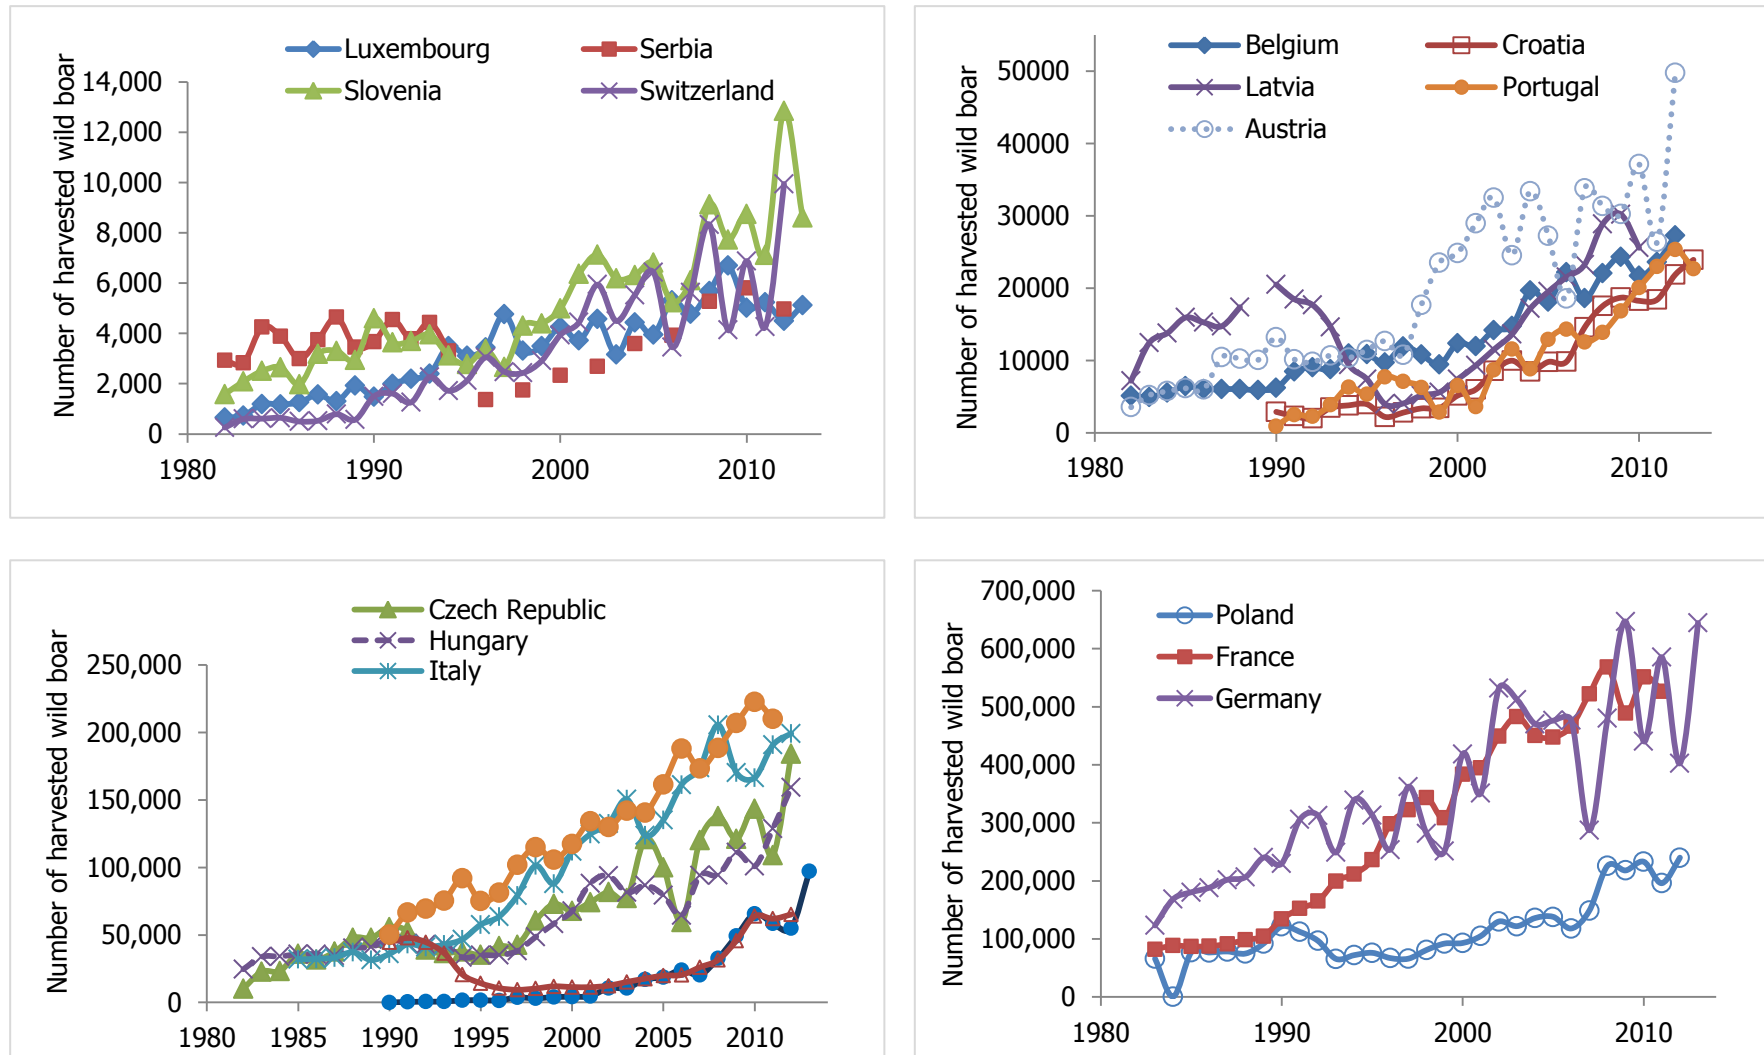 Luxembourg Serbia
Slovenia Switzerland
Number of harvested wild boar
14,000
12,000
10,000
8,000
6,000
4,000
2,000
0
1980 1990 2000 2010
Belgium Croatia
Latvia Portugal
Austria
Number of harvested wild boar
50000
40000
30000
20000
10000
0
1980 1990 2000 2010
Czech Republic
Hungary
Italy
Number of harvested wild boar
250,000
200,000
150,000
100,000
50,000
0
1980 1985 1990 1995 2000 2005 2010
Poland
France
Germany
Number of harvested wild boar
700,000
600,000
500,000
400,000
300,000
200,000
100,000
0
1980 1990 2000 2010